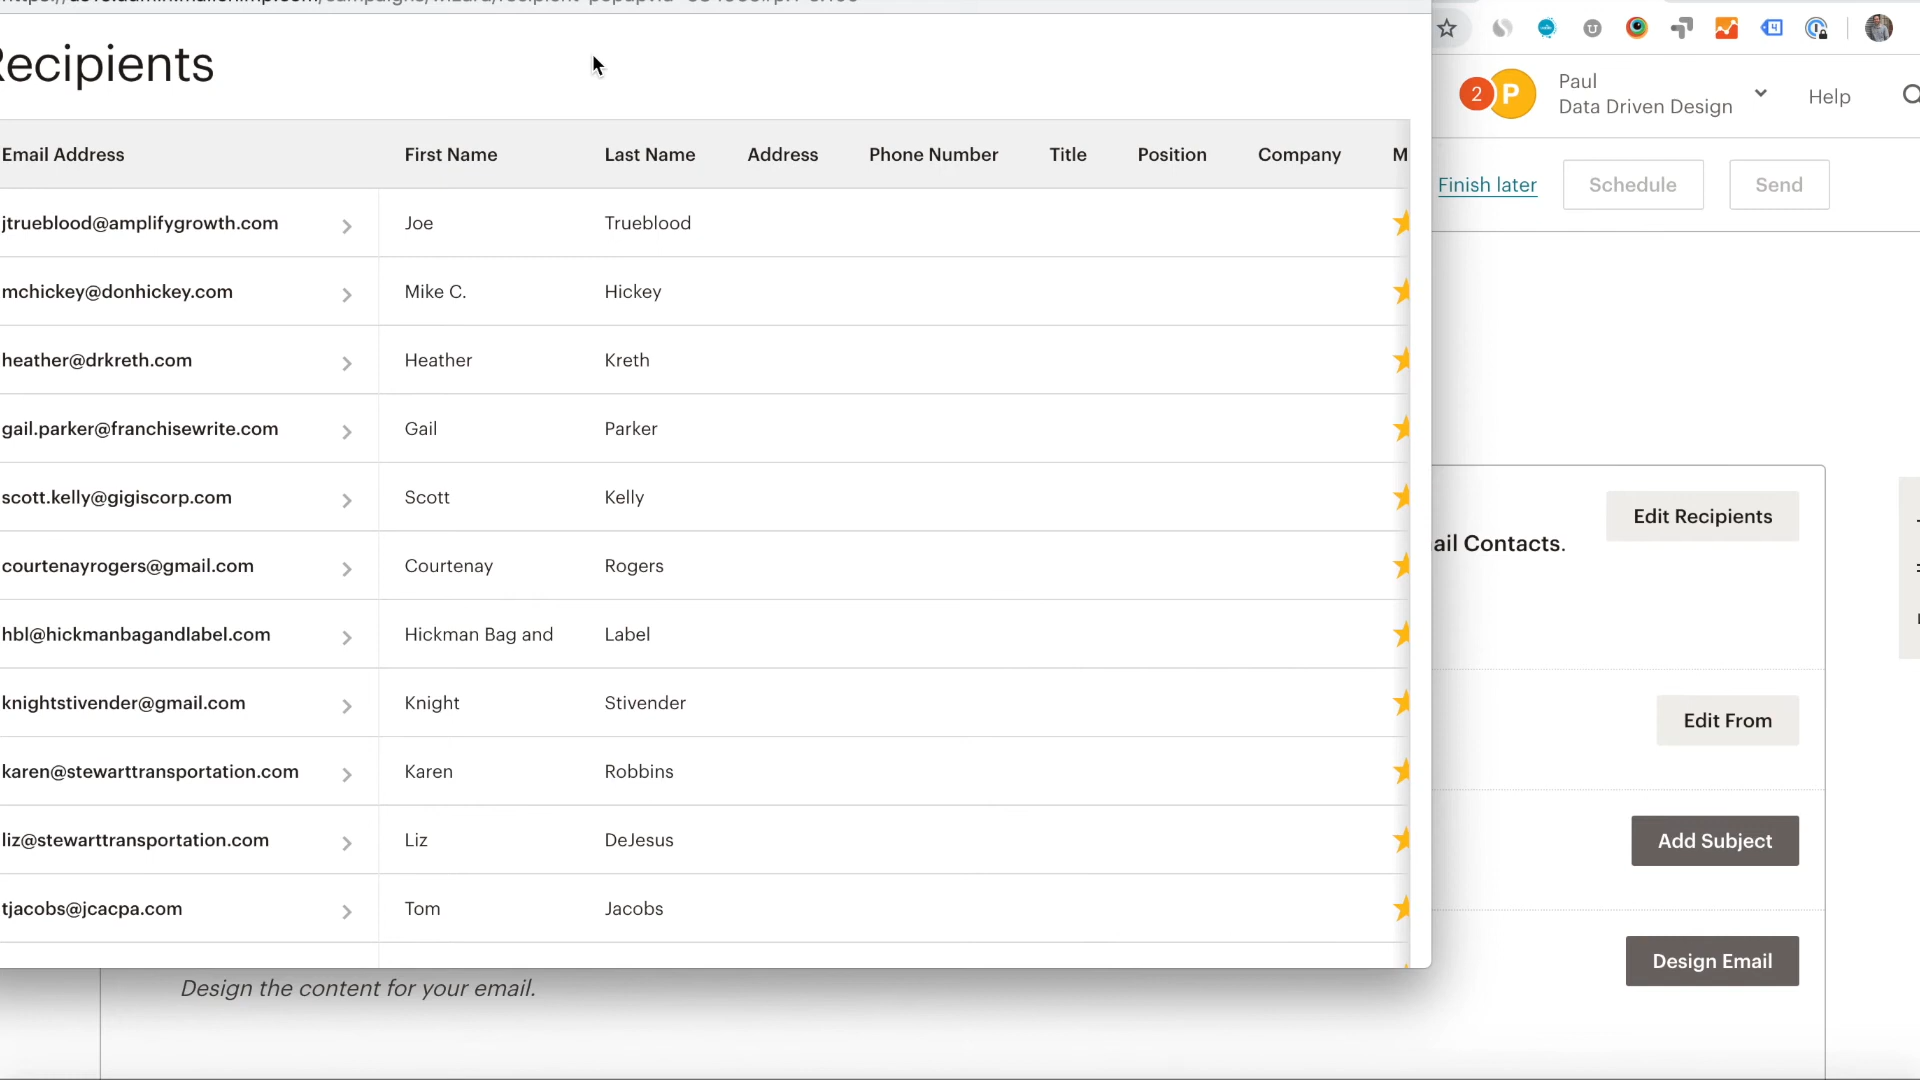 ecipients
Email Address First Name Last Name Address Phone Number Title Position Company M
jtrueblood@amplifygrowth.com Joe Trueblood
mchickey@donhickey.com Mike C. Hickey
heather@drkreth.com Heather Kreth
gail.parker@franchisewrite.com Gail Parker
scott.kelly@gigiscorp.com Scott Kelly
courtenayrogers@gmail.com Courtenay Rogers
hbl@hickmanbagandlabel.com Hickman Bag and Label
knightstivender@gmail.com Knight Stivender
karen@stewarttransportation.com Karen Robbins
liz@stewarttransportation.com Liz DeJesus
tjacobs@jcacpa.com Tom Jacobs
2 P
Paul
Data Driven Design
Help
Finish later Schedule Send
Edit Recipients
ail Contacts.
Edit From
Add Subject
Design Email
Design the content for your email.